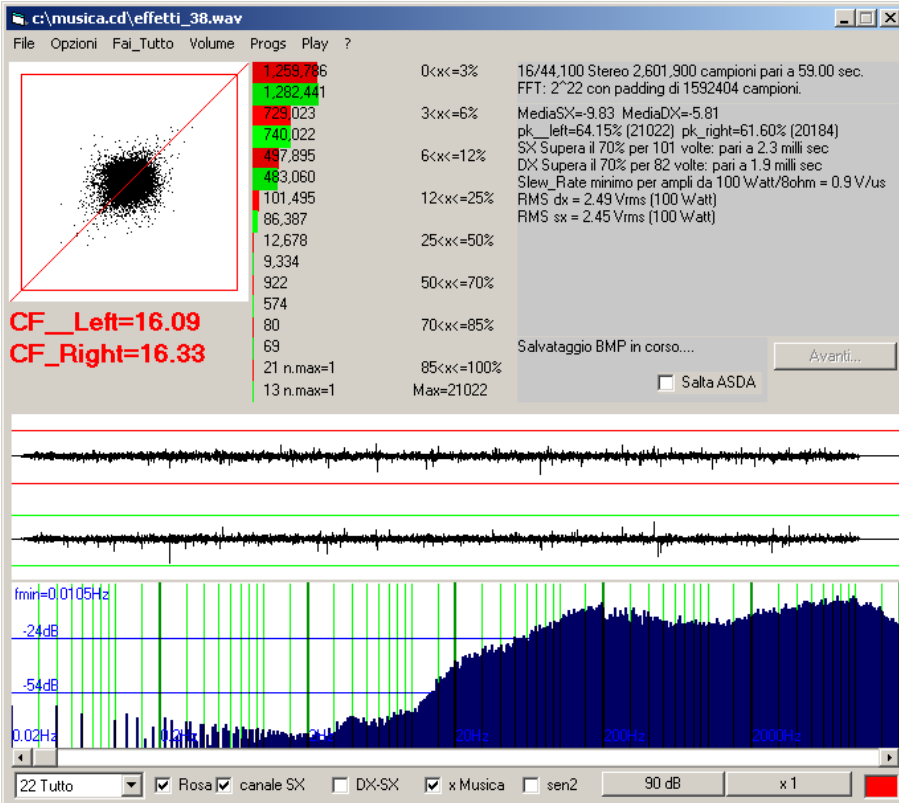 c:\musica.cd\effetti_38.wav
File Opzioni Fai_Tutto Volume Progs Play ?
1,259,786 0<x<=3%
1,282,441
729,023 3<x<=6%
740,022
497,895 6<x<=12%
483,060
101,495 12<x<=25%
86,387
12,678 25<x<=50%
9,334
922 50<x<=70%
574
80 70<x<=85%
69
21 n.max=1 85<x<=100%
13 n.max=1 Max=21022
16/44,100 Stereo 2,601,900 campioni pari a 59.00 sec.
FFT: 2^22 con padding di 1592404 campioni.
MediaSX=-9.83 MediaDX=-5.81
pk__left=64.15% (21022) pk_right=61.60% (20184)
SX Supera il 70% per 101 volte: pari a 2.3 milli sec
DX Supera il 70% per 82 volte: pari a 1.9 milli sec
Slew_Rate minimo per ampli da 100 Watt/8ohm = 0.9 V/us
RMS dx = 2.49 Vrms (100 Watt)
RMS sx = 2.45 Vrms (100 Watt)
CF__Left=16.09
CF_Right=16.33
Salvataggio BMP in corso....
Salta ASDA
Avanti...
fmin=0.0105Hz
-24dB
-54dB
0.02Hz 0.2Hz 2Hz 20Hz 200Hz 2000Hz
22 Tutto Rosa canale SX DX-SX x Musica sen2 90 dB x 1